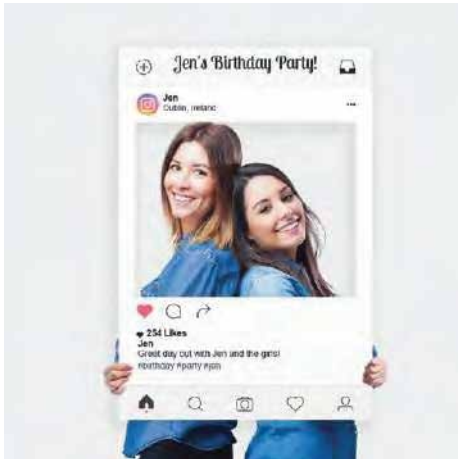 Jen's Birthday Party!
Jen
Dublin, Ireland
254 Likes
Jen
Great day out with Jen and the girls!
#birthday #party #jen